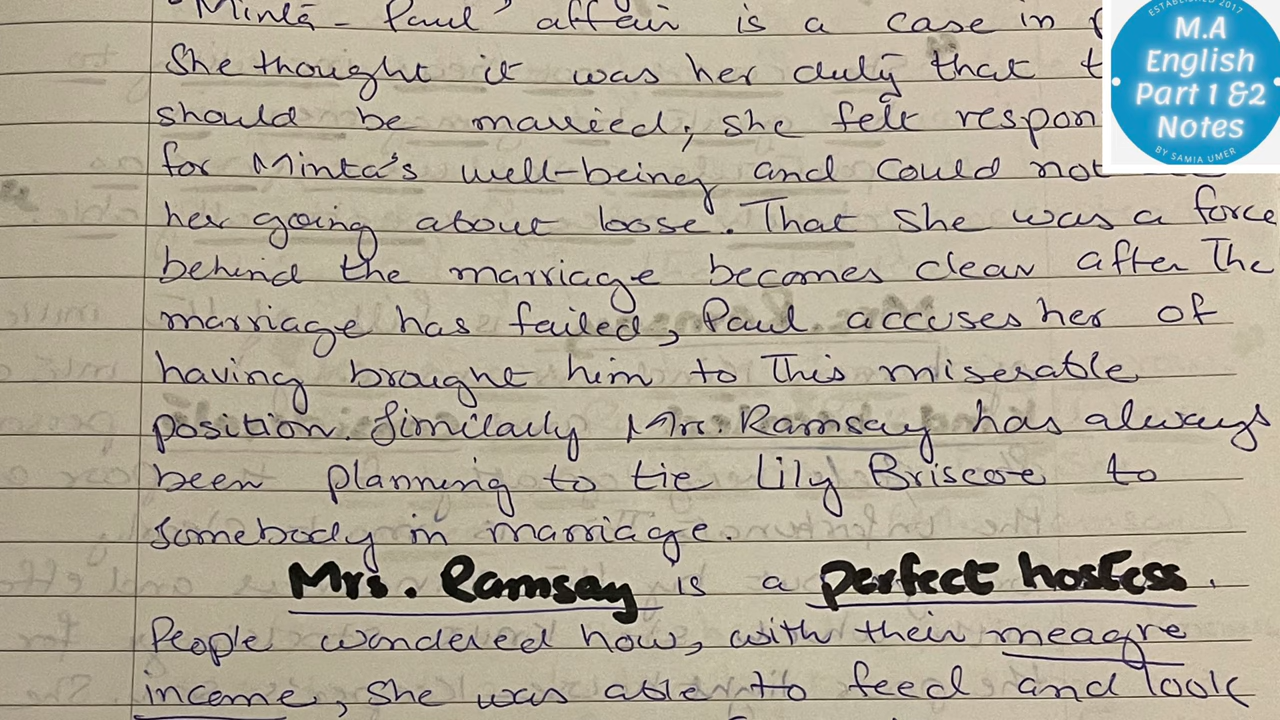 "Minta - Paul" affair is a case in
She thought it was her duty that
should be married; she felt respon
for Minta's well-being and could not
her going about loose. That she was a force
behind the marriage becomes clear after the
marriage has failed, Paul accuses her of
having brought him to this miserable
position. Similarly Mrs. Ramsay has always
been planning to tie Lily Briscoe to
somebody in marriage.
Mrs. Ramsay is a perfect hostess.
People wondered how, with their meagre
income, she was able to feed and look
ESTABLISHED 2017
M.A
English
Part 1 & 2
Notes
BY SAMIA UMER